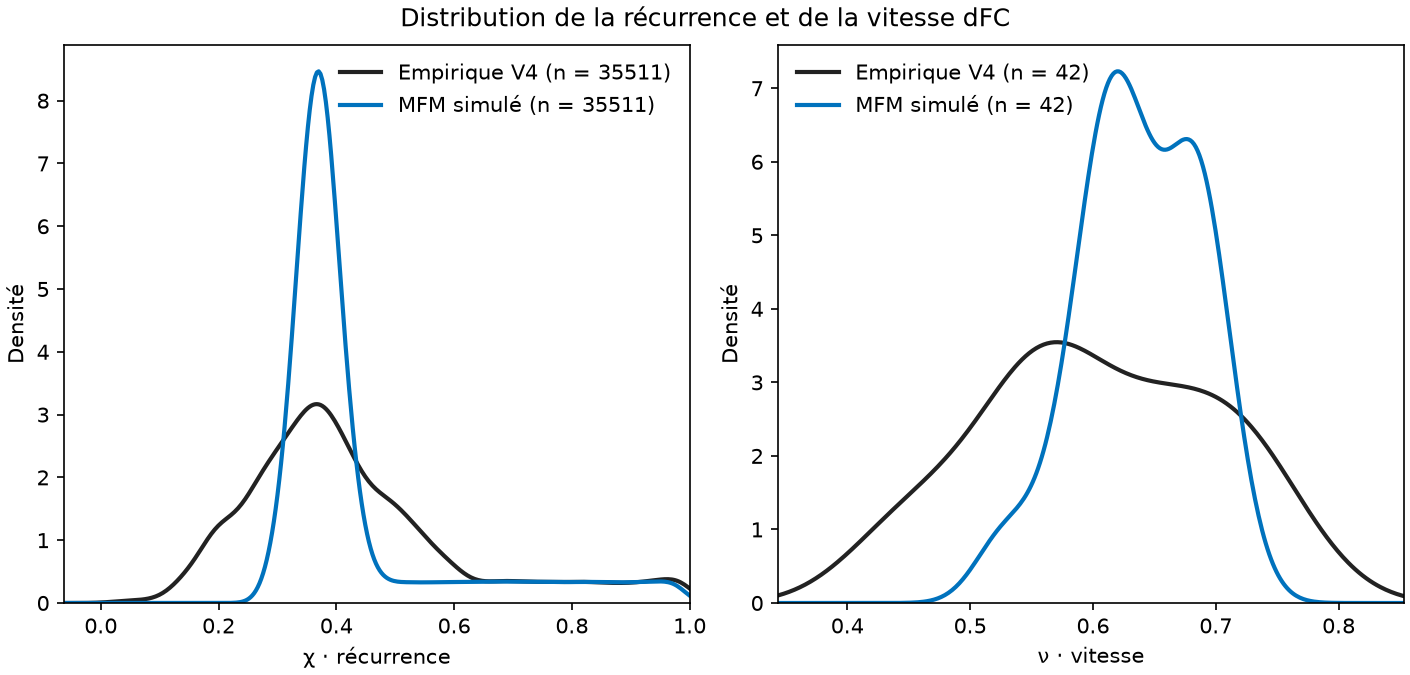 Distribution de la récurrence et de la vitesse dFC
Densité
8
7
6
5
4
3
2
1
0
0.0 0.2 0.4 0.6 0.8 1.0
χ · récurrence
Empirique V4 (n = 35511)
MFM simulé (n = 35511)
Densité
7
6
5
4
3
2
1
0
0.4 0.5 0.6 0.7 0.8
ν · vitesse
Empirique V4 (n = 42)
MFM simulé (n = 42)